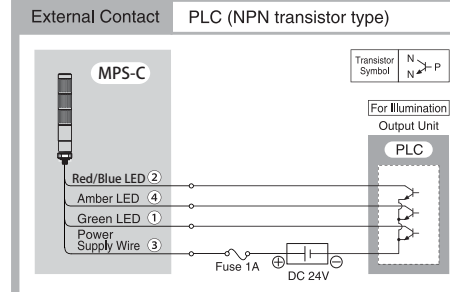 External Contact PLC (NPN transistor type)
MPS-C
Transistor
Symbol
N
N
P
For Illumination
Output Unit
PLC
Red/Blue LED ②
Amber LED ④
Green LED ①
Power
Supply Wire ③
Fuse 1A
⊕ ⊖
DC 24V